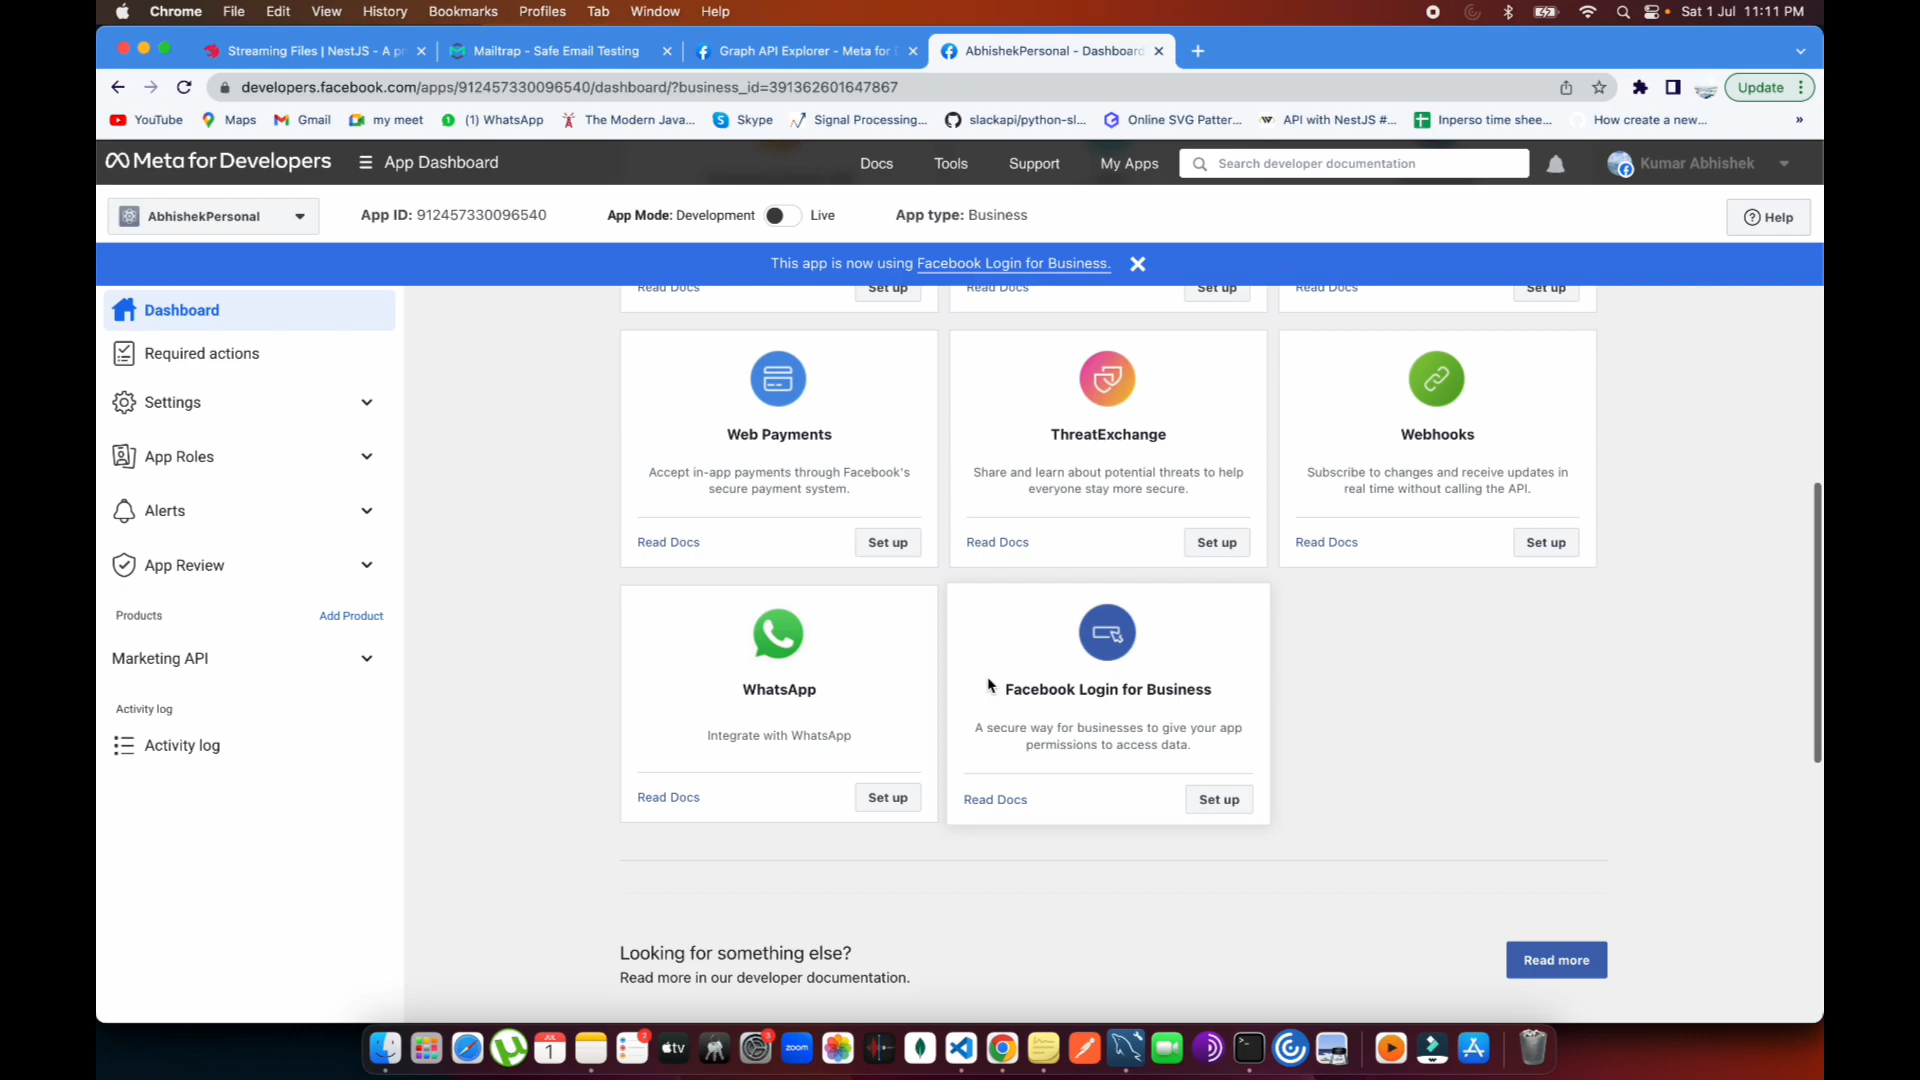 Chrome File Edit View History Bookmarks Profiles Tab Window Help Sat 1 Jul 11:11 PM
Streaming Files | NestJS - A pr Mailtrap - Safe Email Testing Graph API Explorer - Meta for D AbhishekPersonal - Dashboard
developers.facebook.com/apps/912457330096540/dashboard/?business_id=391362601647867 Update
YouTube Maps Gmail my meet (1) WhatsApp The Modern Java... Skype Signal Processing... slackapi/python-sl... Online SVG Patter... API with NestJS #... Inperso time shee... How create a new... »
Meta for Developers App Dashboard Docs Tools Support My Apps Search developer documentation Kumar Abhishek
AbhishekPersonal App ID: 912457330096540 App Mode: Development Live App type: Business Help
This app is now using Facebook Login for Business.
Read Docs Set up Read Docs Set up Read Docs Set up
Dashboard
Required actions
Settings
App Roles
Alerts
App Review
Products Add Product
Marketing API
Activity log
Activity log
Web Payments
Accept in-app payments through Facebook's
secure payment system.
Read Docs Set up
ThreatExchange
Share and learn about potential threats to help
everyone stay more secure.
Read Docs Set up
Webhooks
Subscribe to changes and receive updates in
real time without calling the API.
Read Docs Set up
WhatsApp
Integrate with WhatsApp
Read Docs Set up
Facebook Login for Business
A secure way for businesses to give your app
permissions to access data.
Read Docs Set up
Looking for something else?
Read more in our developer documentation.
Read more
JUL
1
tv
zoom